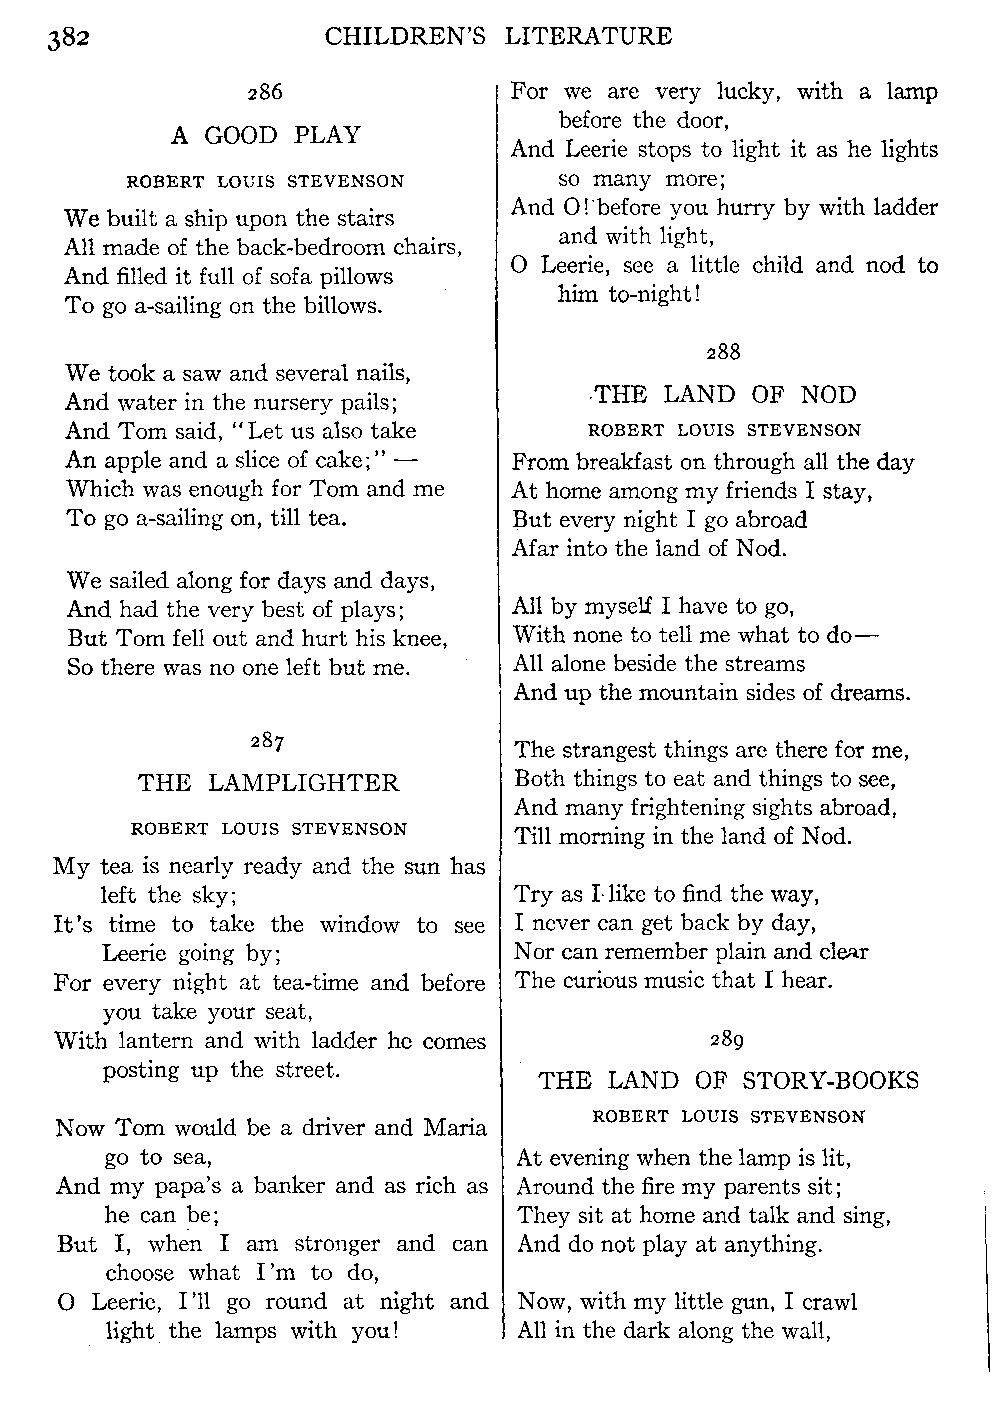 382 CHILDREN'S LITERATURE
286
A GOOD PLAY
ROBERT LOUIS STEVENSON
We built a ship upon the stairs
All made of the back-bedroom chairs,
And filled it full of sofa pillows
To go a-sailing on the billows.
We took a saw and several nails,
And water in the nursery pails;
And Tom said, "Let us also take
An apple and a slice of cake;" —
Which was enough for Tom and me
To go a-sailing on, till tea.
We sailed along for days and days,
And had the very best of plays;
But Tom fell out and hurt his knee,
So there was no one left but me.
287
THE LAMPLIGHTER
ROBERT LOUIS STEVENSON
My tea is nearly ready and the sun has
left the sky;
It's time to take the window to see
Leerie going by;
For every night at tea-time and before
you take your seat,
With lantern and with ladder he comes
posting up the street.
Now Tom would be a driver and Maria
go to sea,
And my papa's a banker and as rich as
he can be;
But I, when I am stronger and can
choose what I'm to do,
O Leerie, I'll go round at night and
light the lamps with you!
For we are very lucky, with a lamp
before the door,
And Leerie stops to light it as he lights
so many more;
And O! before you hurry by with ladder
and with light,
O Leerie, see a little child and nod to
him to-night!
288
THE LAND OF NOD
ROBERT LOUIS STEVENSON
From breakfast on through all the day
At home among my friends I stay,
But every night I go abroad
Afar into the land of Nod.
All by myself I have to go,
With none to tell me what to do—
All alone beside the streams
And up the mountain sides of dreams.
The strangest things are there for me,
Both things to eat and things to see,
And many frightening sights abroad,
Till morning in the land of Nod.
Try as I like to find the way,
I never can get back by day,
Nor can remember plain and clear
The curious music that I hear.
289
THE LAND OF STORY-BOOKS
ROBERT LOUIS STEVENSON
At evening when the lamp is lit,
Around the fire my parents sit;
They sit at home and talk and sing,
And do not play at anything.
Now, with my little gun, I crawl
All in the dark along the wall,